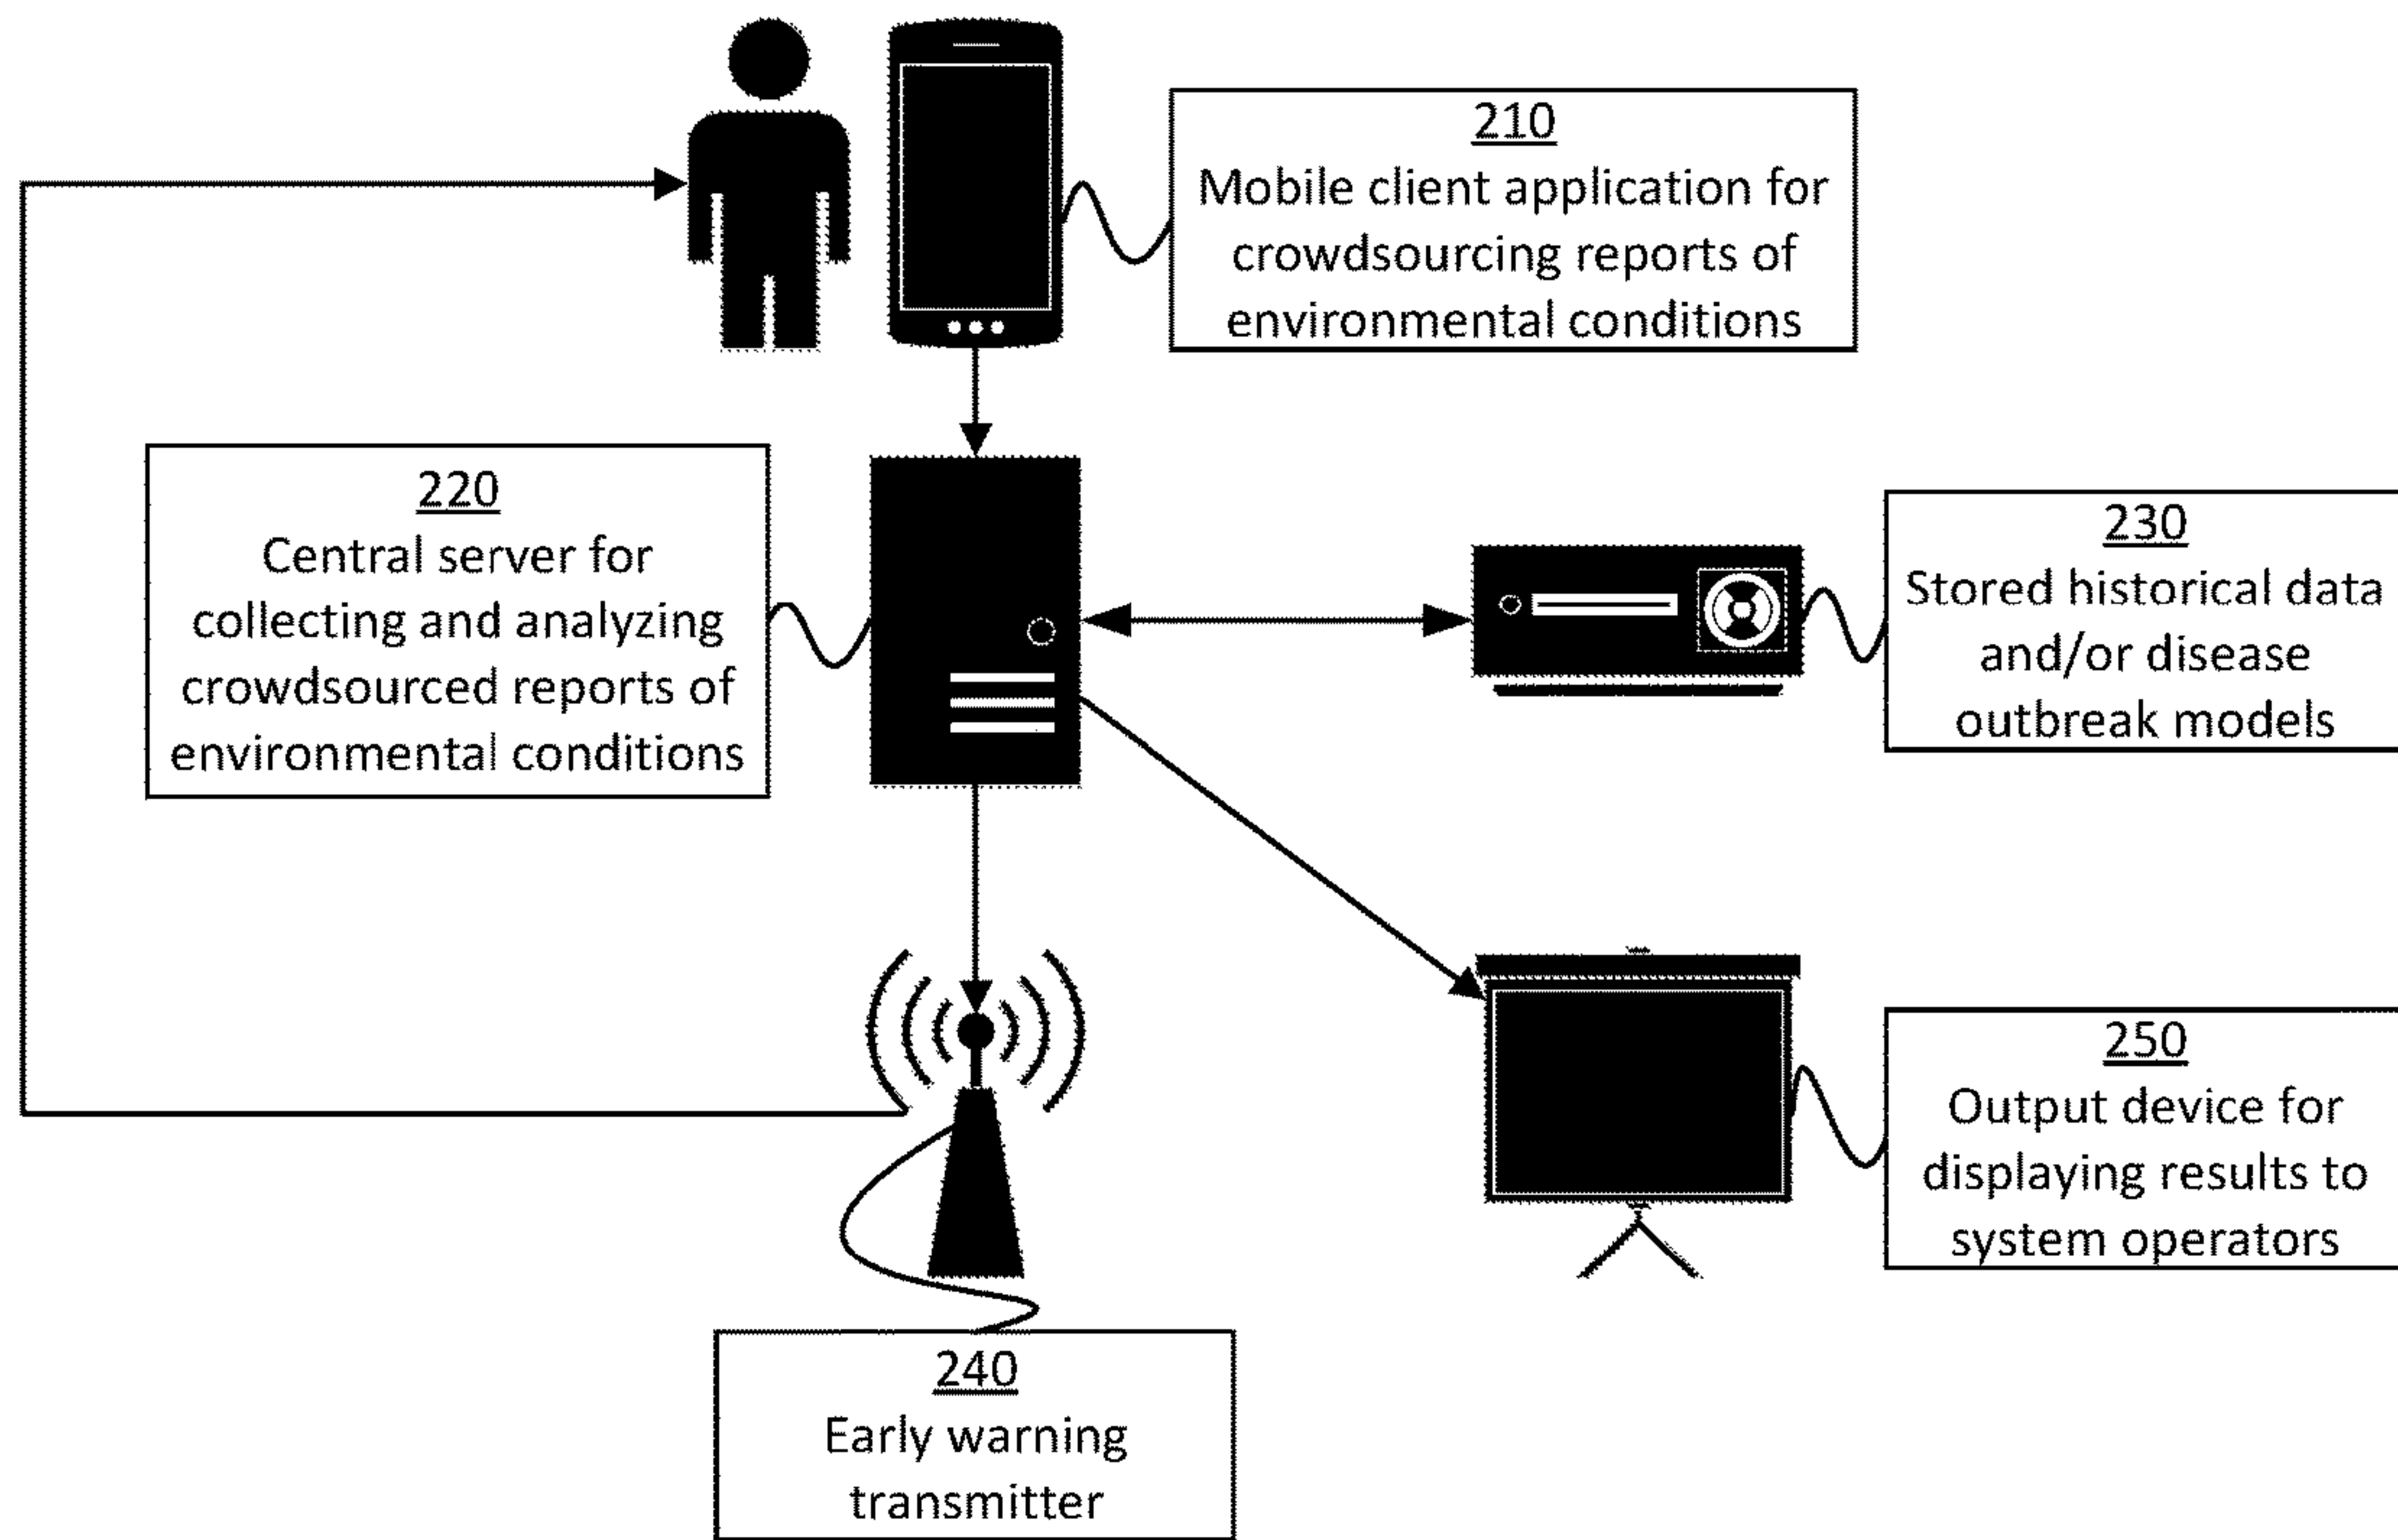 210
Mobile client application for
crowdsourcing reports of
environmental conditions
220
Central server for
collecting and analyzing
crowdsourced reports of
environmental conditions
230
Stored historical data
and/or disease
outbreak models
250
Output device for
displaying results to
system operators
240
Early warning
transmitter